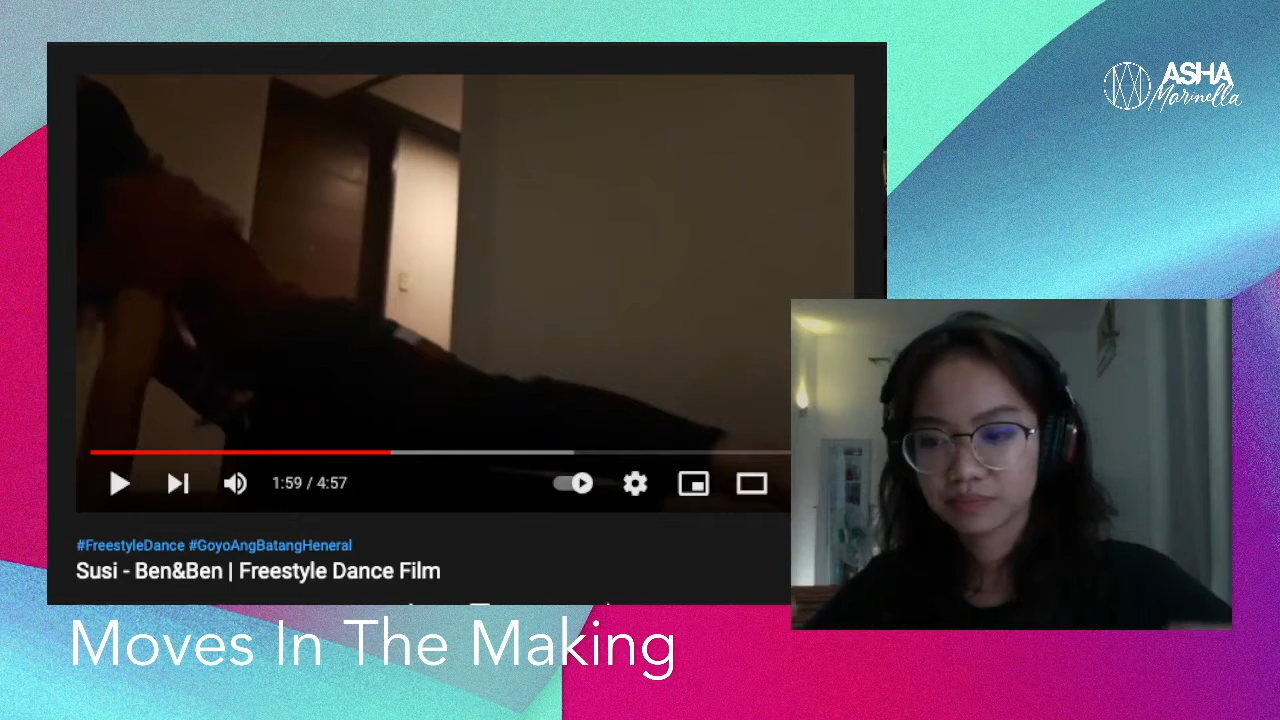 ASHA
Marinella
1:59 / 4:57
#FreestyleDance #GoyoAngBatangHeneral
Susi - Ben&Ben | Freestyle Dance Film
Moves In The Making